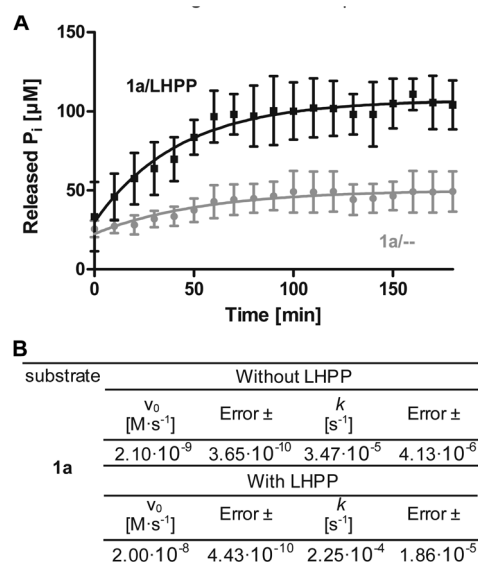 A
150
100
50
0
Released Pi [µM]
1a/LHPP
1a/--
0 50 100 150
Time [min]
B
substrate Without LHPP
v₀ [M·s⁻¹] Error ± k [s⁻¹] Error ±
2.10·10⁻⁹ 3.65·10⁻¹⁰ 3.47·10⁻⁵ 4.13·10⁻⁶
1a
With LHPP
v₀ [M·s⁻¹] Error ± k [s⁻¹] Error ±
2.00·10⁻⁸ 4.43·10⁻¹⁰ 2.25·10⁻⁴ 1.86·10⁻⁵